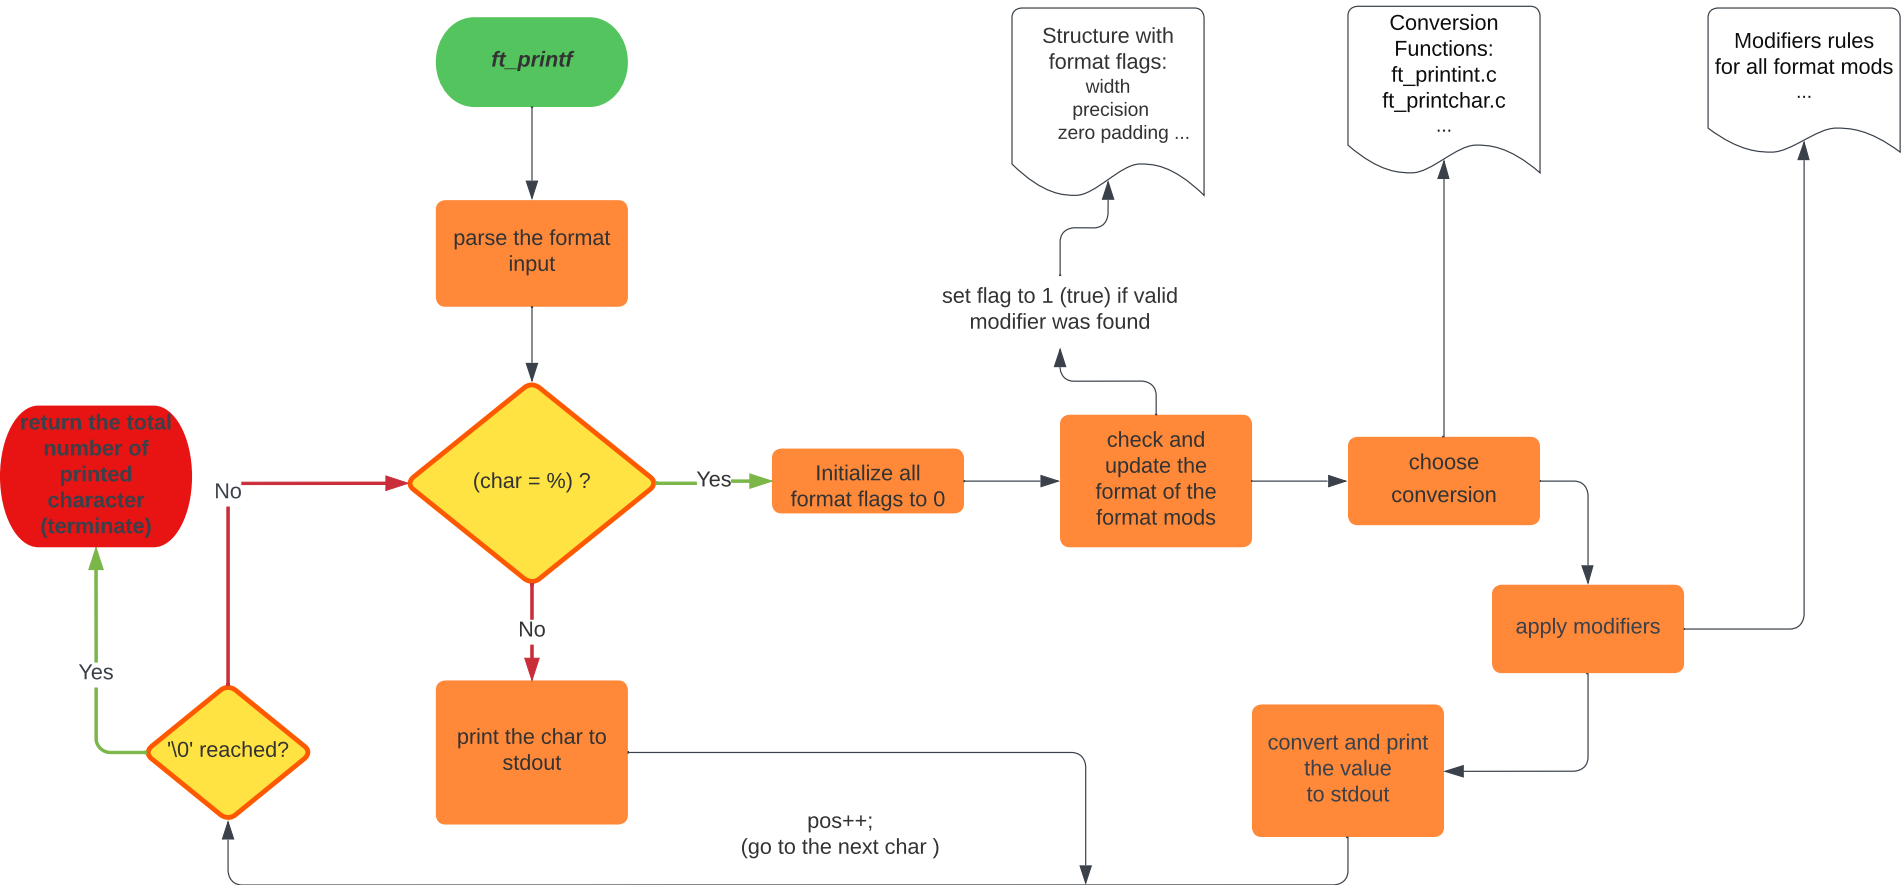 ft_printf
Structure with
format flags:
width
precision
zero padding ...
Conversion
Functions:
ft_printint.c
ft_printchar.c
...
Modifiers rules
for all format mods
...
parse the format
input
set flag to 1 (true) if valid
modifier was found
return the total
number of
printed
character
(terminate)
No
(char = %) ?
Yes
Initialize all
format flags to 0
check and
update the
format of the
format mods
choose
conversion
No
apply modifiers
Yes
'\0' reached?
print the char to
stdout
convert and print
the value
to stdout
pos++;
(go to the next char )